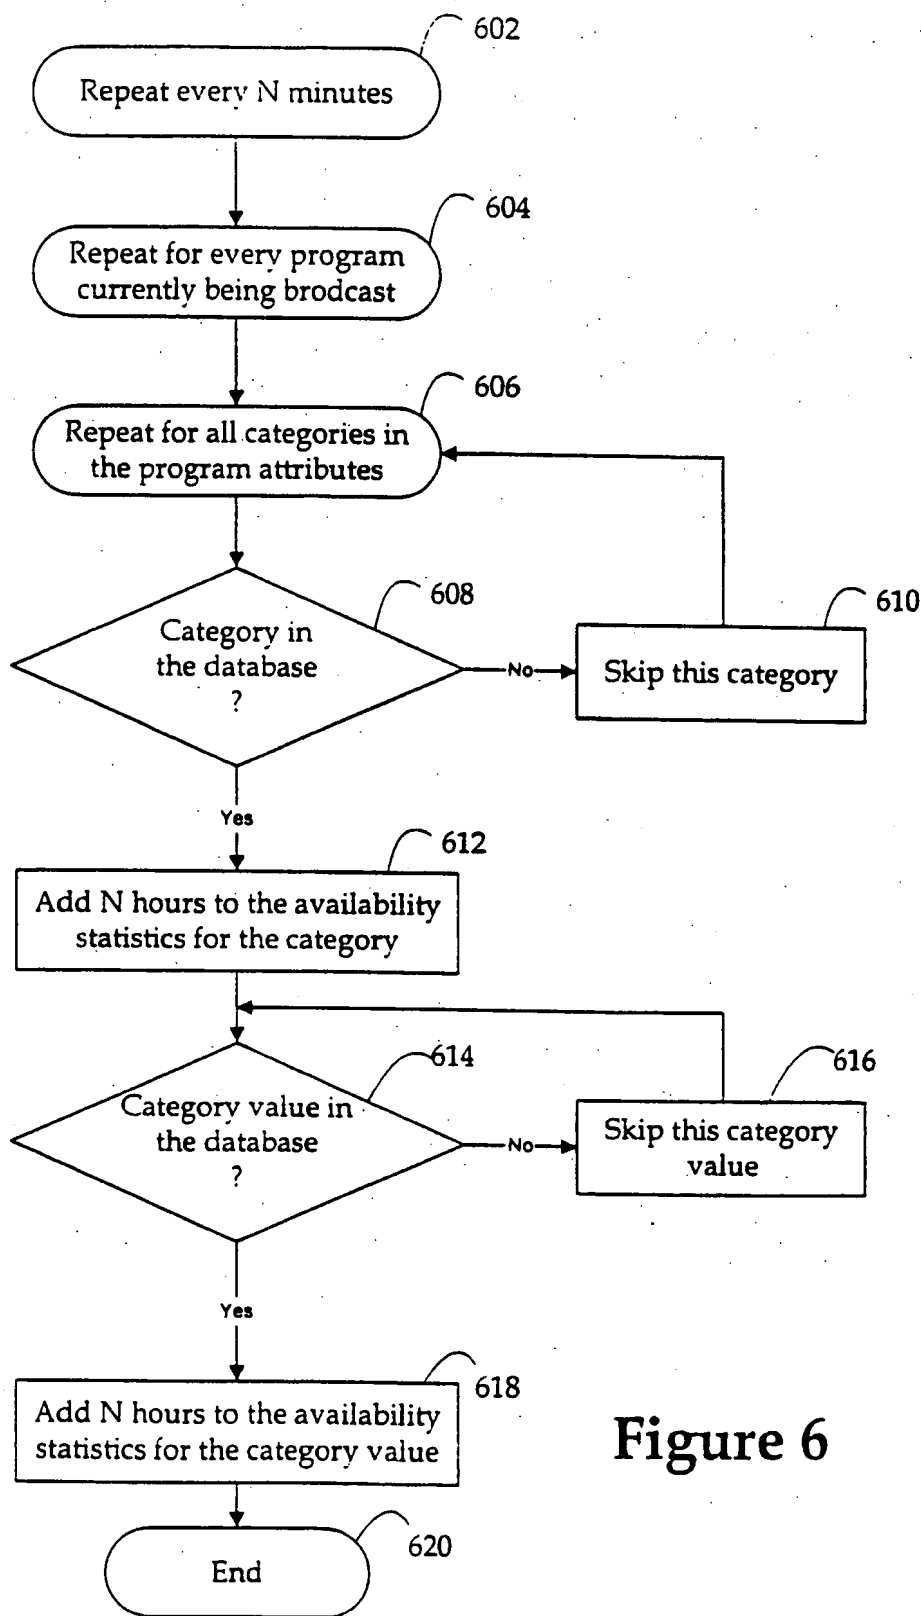 602
Repeat every N minutes
604
Repeat for every program
currently being brodcast
606
Repeat for all categories in
the program attributes
608
Category in
the database
?
No
610
Skip this category
Yes
612
Add N hours to the availability
statistics for the category
614
Category value in
the database
?
No
616
Skip this category
value
Yes
618
Add N hours to the availability
statistics for the category value
Figure 6
620
End